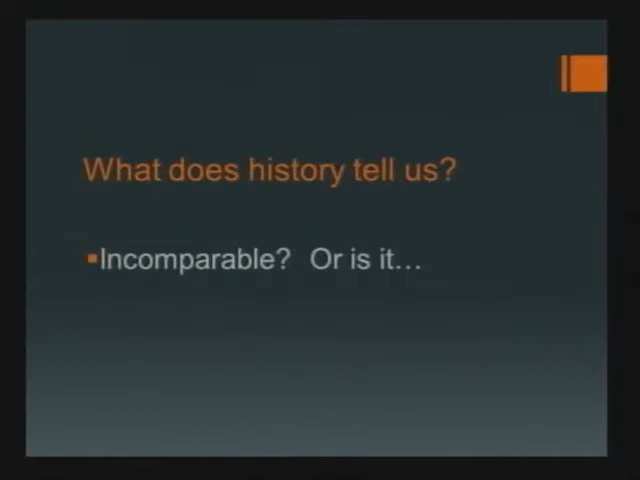 What does history tell us?
Incomparable? Or is it…